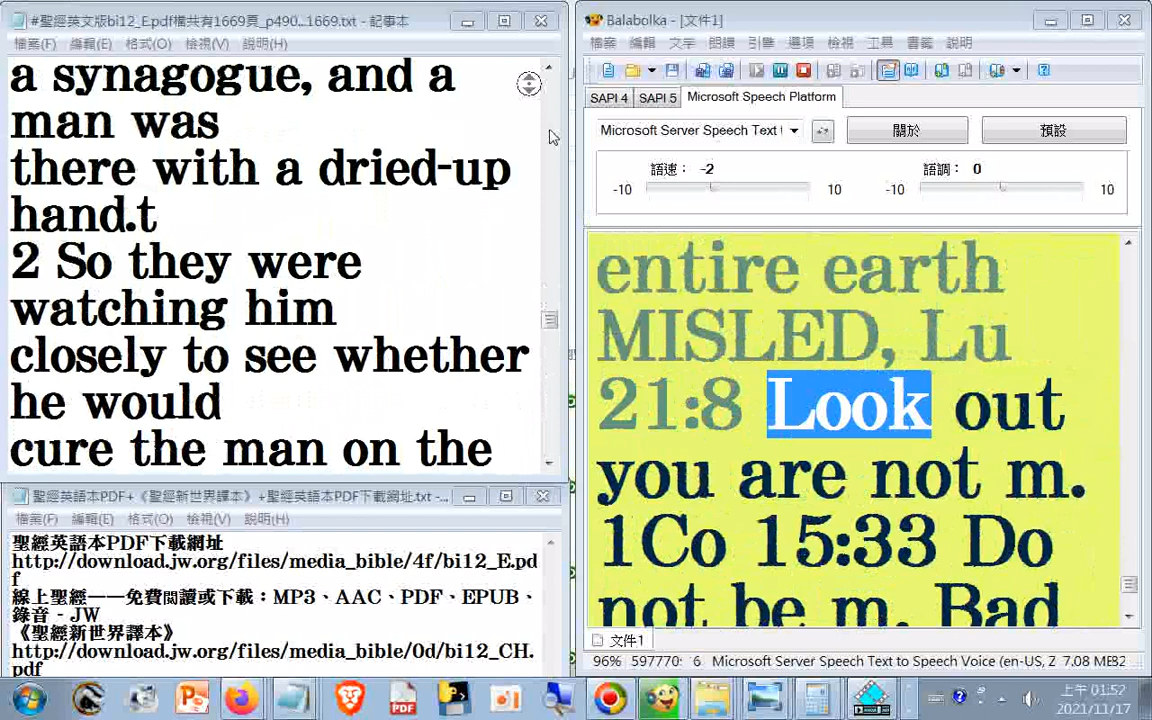 #聖經英文版bi12_E.pdf檔共有1669頁_p490...1669.txt - 記事本
檔案(F) 編輯(E) 格式(O) 檢視(V) 說明(H)
a synagogue, and a
man was
there with a dried-up
hand.t
2 So they were
watching him
closely to see whether
he would
cure the man on the
聖經英語本PDF+《聖經新世界譯本》+聖經英語本PDF下載網址.txt -...
檔案(F) 編輯(E) 格式(O) 檢視(V) 說明(H)
聖經英語本PDF下載網址
http://download.jw.org/files/media_bible/4f/bi12_E.pd
f
線上聖經——免費閱讀或下載：MP3、AAC、PDF、EPUB、
錄音 - JW
《聖經新世界譯本》
http://download.jw.org/files/media_bible/0d/bi12_CH.
pdf
Balabolka - [文件1]
檔案 編輯 文字 朗讀 引擎 選項 檢視 工具 書籤 說明
SAPI 4 SAPI 5 Microsoft Speech Platform
Microsoft Server Speech Text 關於 預設
語速： -2 語調： 0
-10 10 -10 10
entire earth
MISLED, Lu
21:8 Look out
you are not m.
1Co 15:33 Do
not be m. Bad
文件1
96% 597770: 6 Microsoft Server Speech Text to Speech Voice (en-US, Z 7.08 MB
上午 01:52
2021/11/17